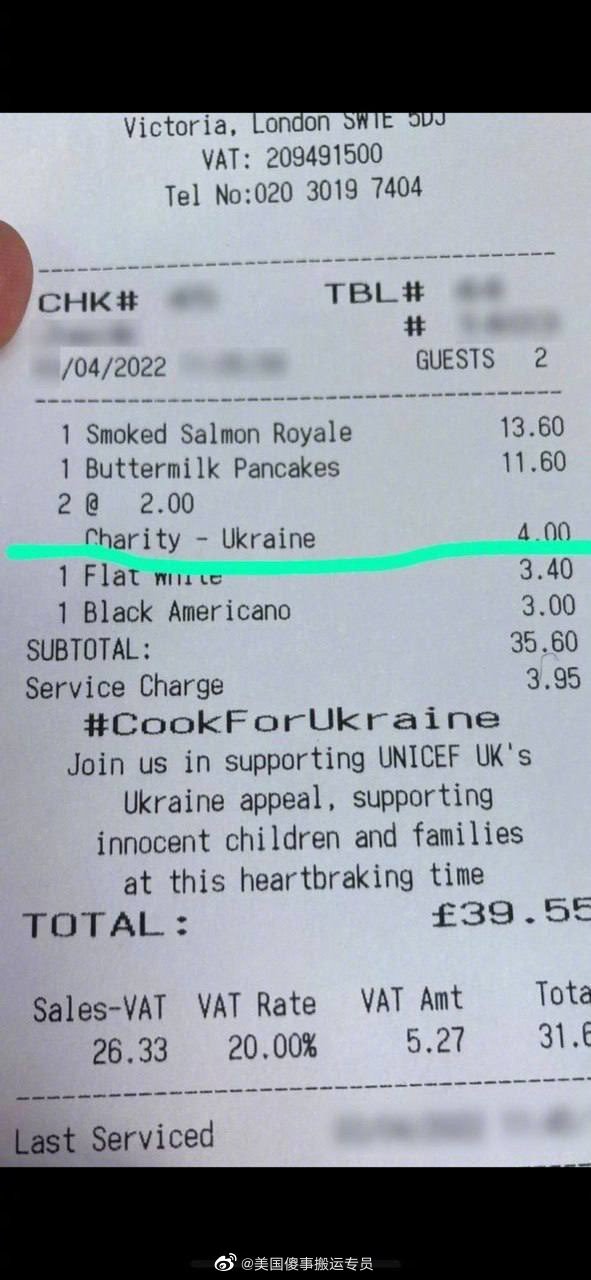 Victoria, London SW1E 5DJ
VAT: 209491500
Tel No:020 3019 7404
CHK# TBL#
#
/04/2022 GUESTS 2
1 Smoked Salmon Royale 13.60
1 Buttermilk Pancakes 11.60
2 @ 2.00
Charity - Ukraine 4.00
1 Flat White 3.40
1 Black Americano 3.00
SUBTOTAL: 35.60
Service Charge 3.95
#CookForUkraine
Join us in supporting UNICEF UK's
Ukraine appeal, supporting
innocent children and families
at this heartbraking time
TOTAL: £39.55
Sales-VAT VAT Rate VAT Amt Tota
26.33 20.00% 5.27 31.6
Last Serviced
@美国傻事搬运专员